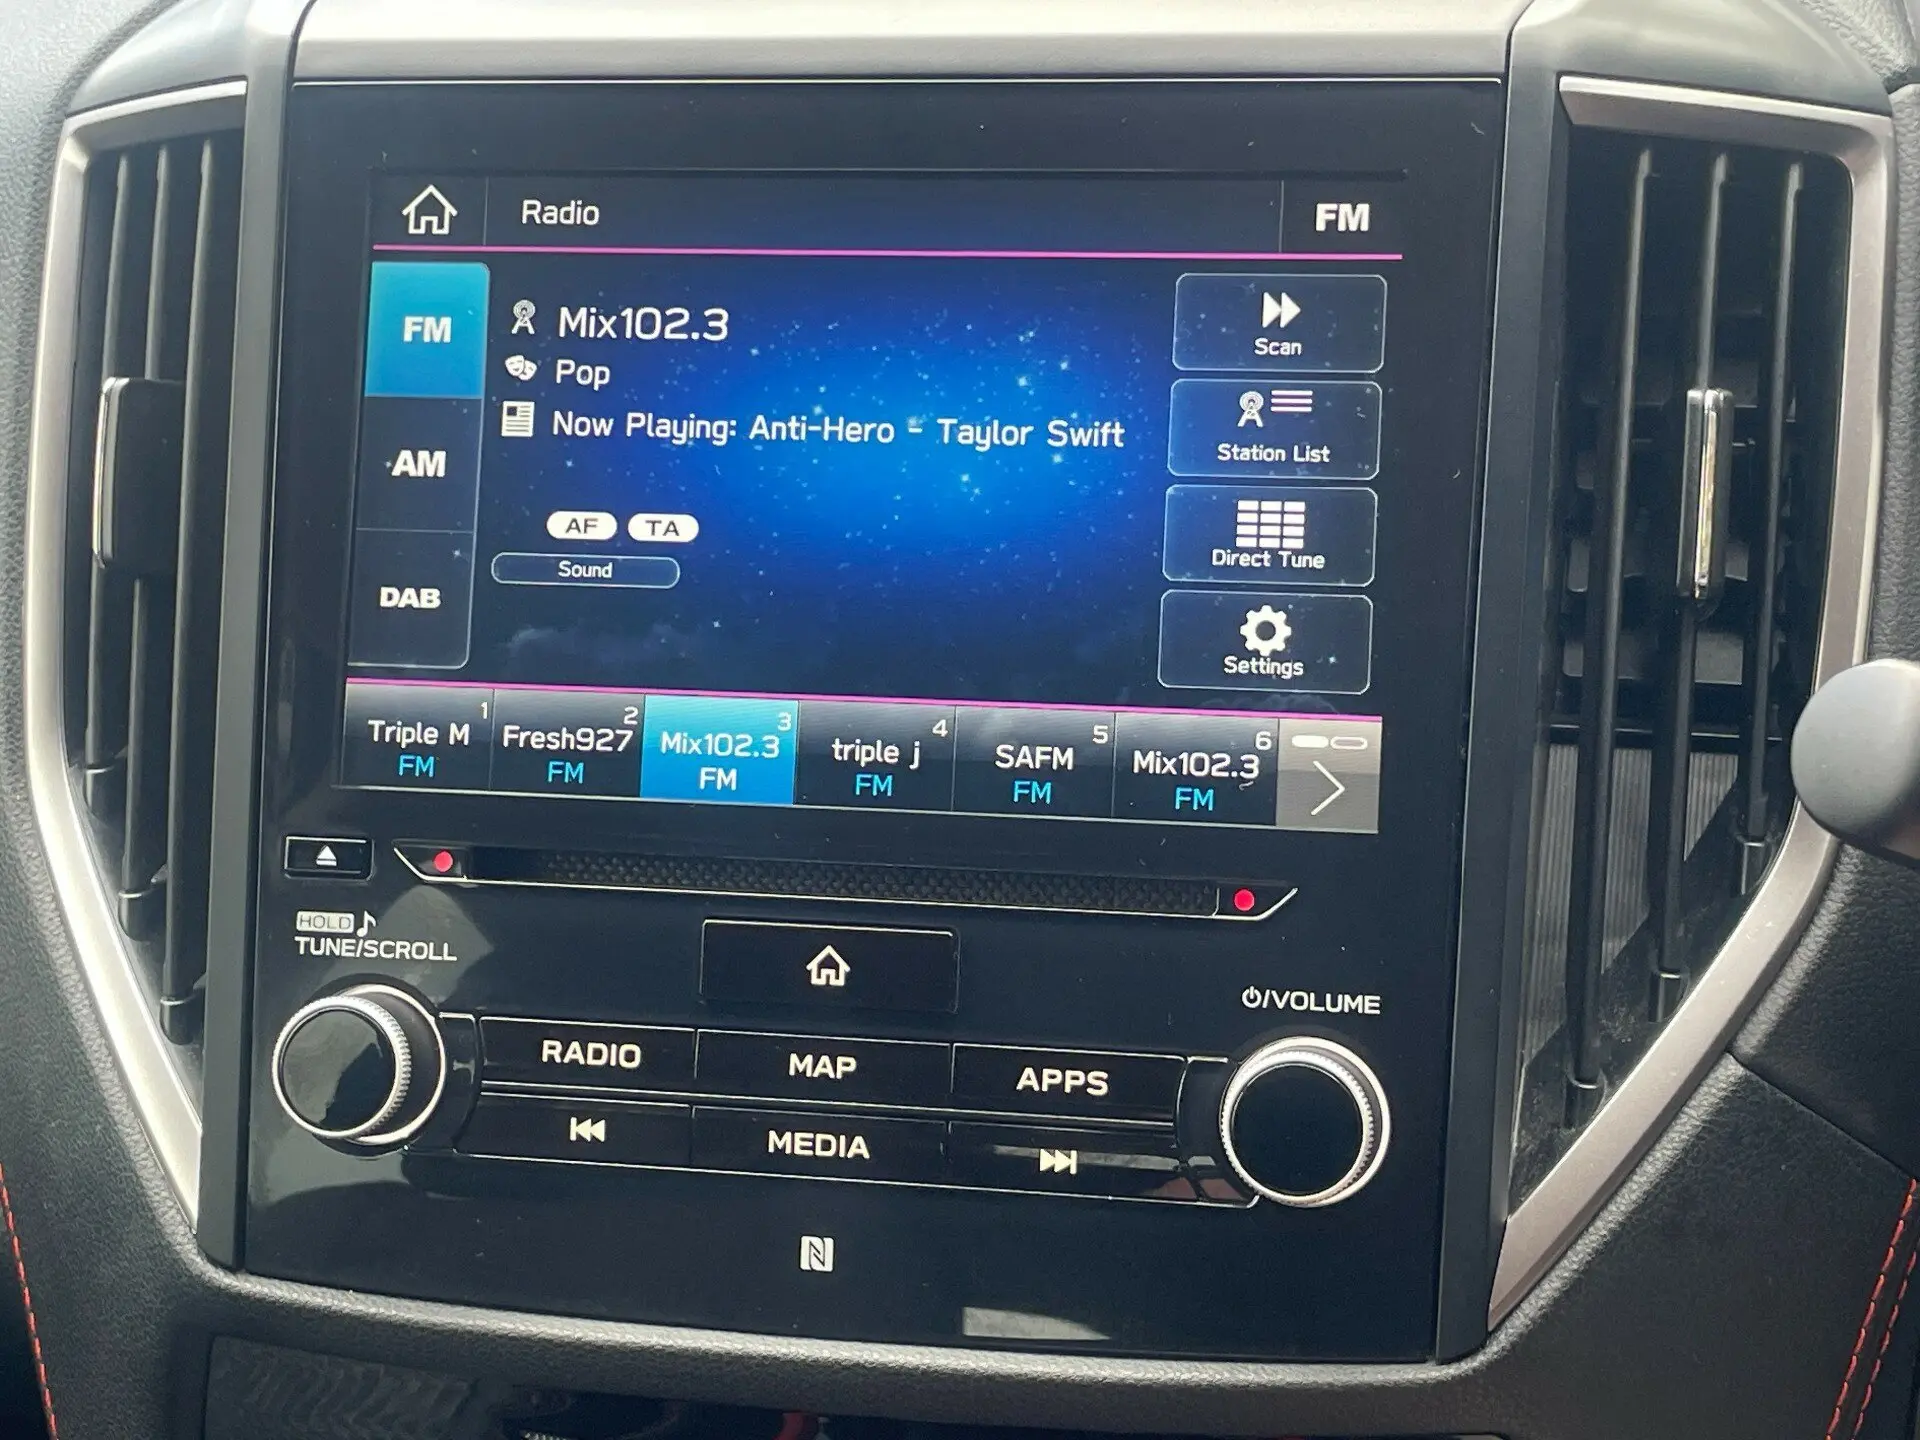 Radio
FM
FM
Mix102.3
Pop
Now Playing: Anti-Hero - Taylor Swift
AM
AF TA
Sound
DAB
Scan
Station List
Direct Tune
Settings
1
Triple M
FM
2
Fresh927
FM
3
Mix102.3
FM
4
triple j
FM
5
SAFM
FM
6
Mix102.3
FM
HOLD
TUNE/SCROLL
/VOLUME
RADIO
MAP
APPS
MEDIA
N